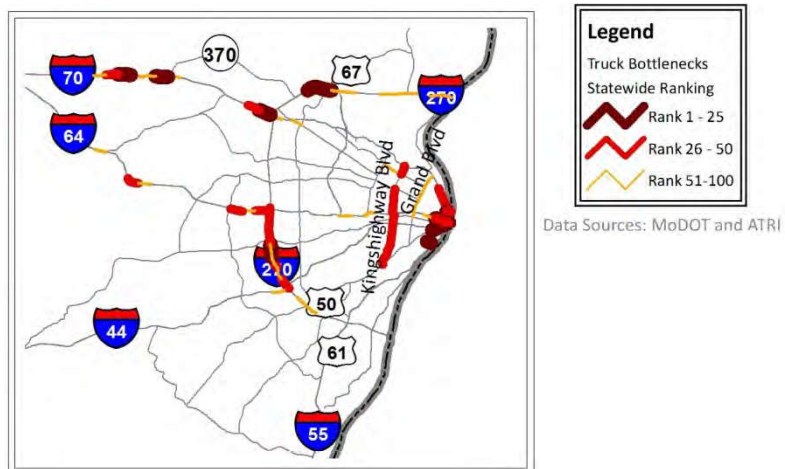 370
67
70
270
64
Kingshighway Blvd
Grand Blvd
270
50
44
61
55
Legend
Truck Bottlenecks
Statewide Ranking
Rank 1 - 25
Rank 26 - 50
Rank 51-100
Data Sources: MoDOT and ATRI